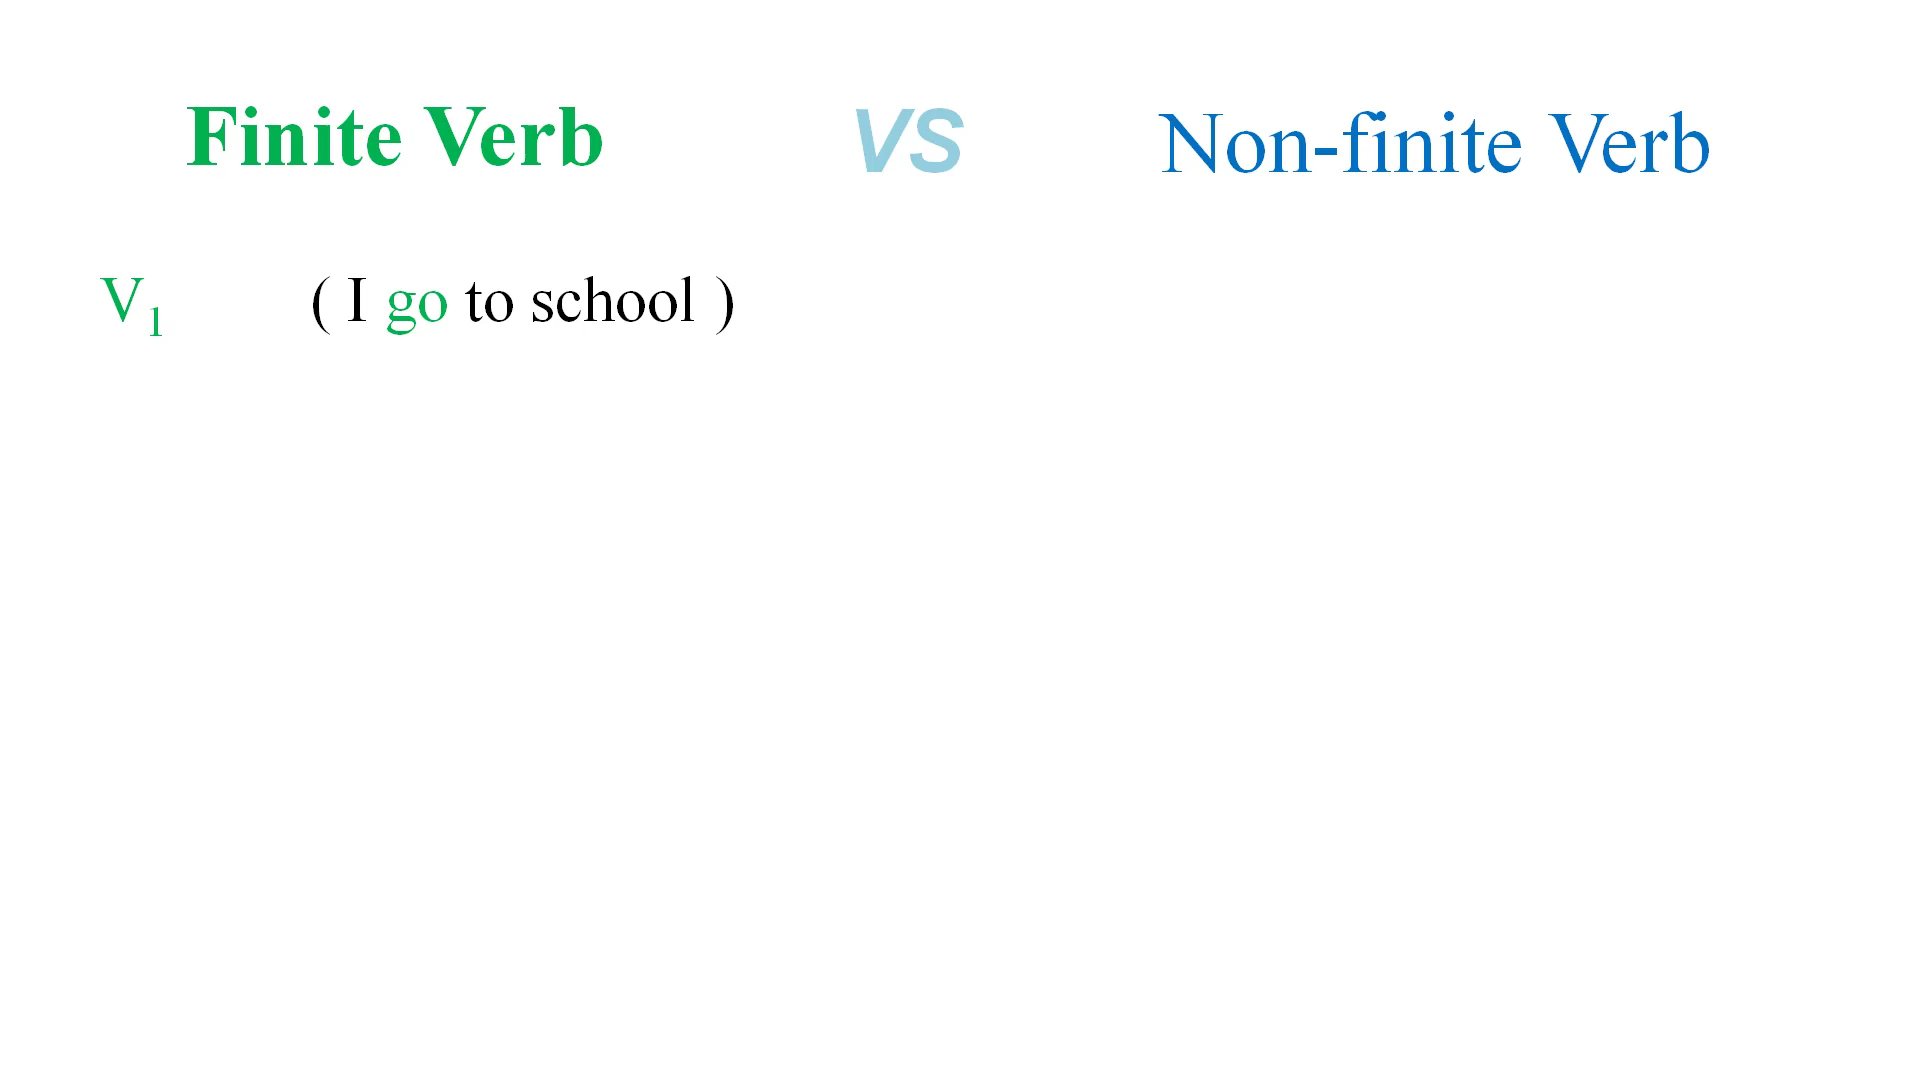 Finite Verb VS Non-finite Verb
V₁ ( I go to school )